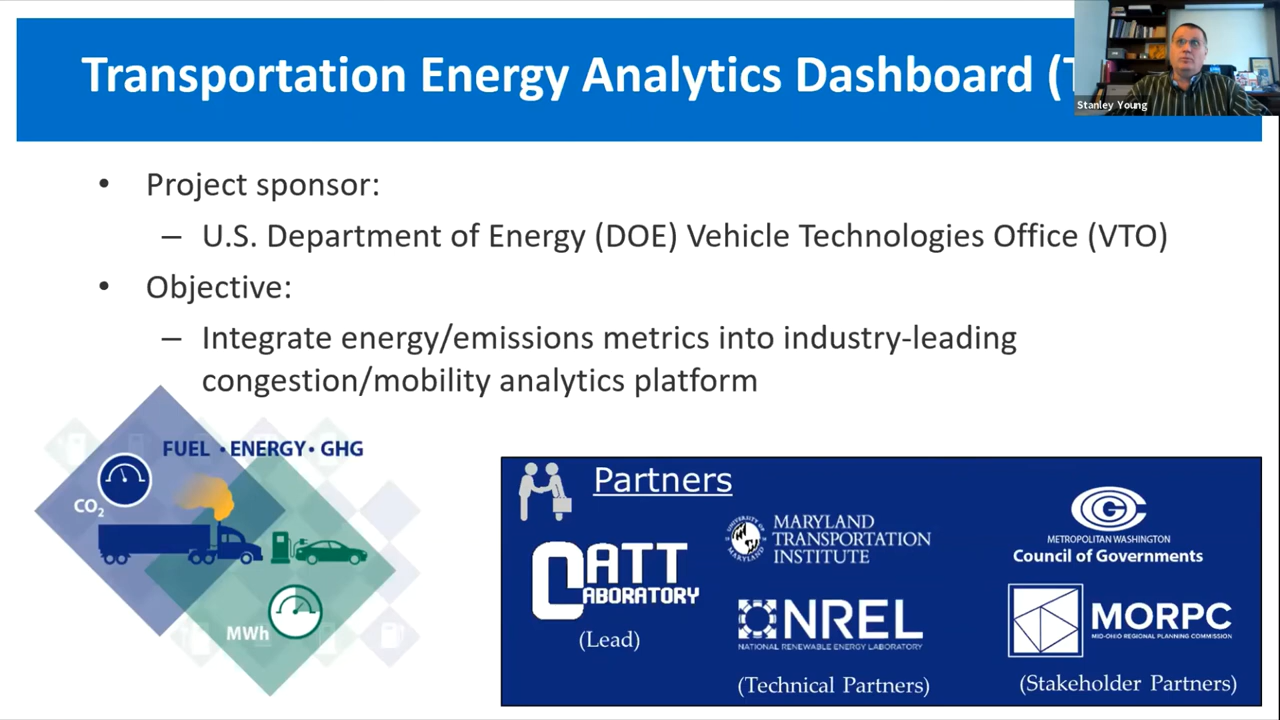 Transportation Energy Analytics Dashboard (T
Stanley Young
• Project sponsor:
– U.S. Department of Energy (DOE) Vehicle Technologies Office (VTO)
• Objective:
– Integrate energy/emissions metrics into industry-leading
congestion/mobility analytics platform
FUEL • ENERGY • GHG
CO₂
MWh
Partners
CATT
LABORATORY
(Lead)
UNIVERSITY OF
MARYLAND
MARYLAND
TRANSPORTATION
INSTITUTE
NREL
NATIONAL RENEWABLE ENERGY LABORATORY
(Technical Partners)
METROPOLITAN WASHINGTON
Council of Governments
MORPC
MID-OHIO REGIONAL PLANNING COMMISSION
(Stakeholder Partners)